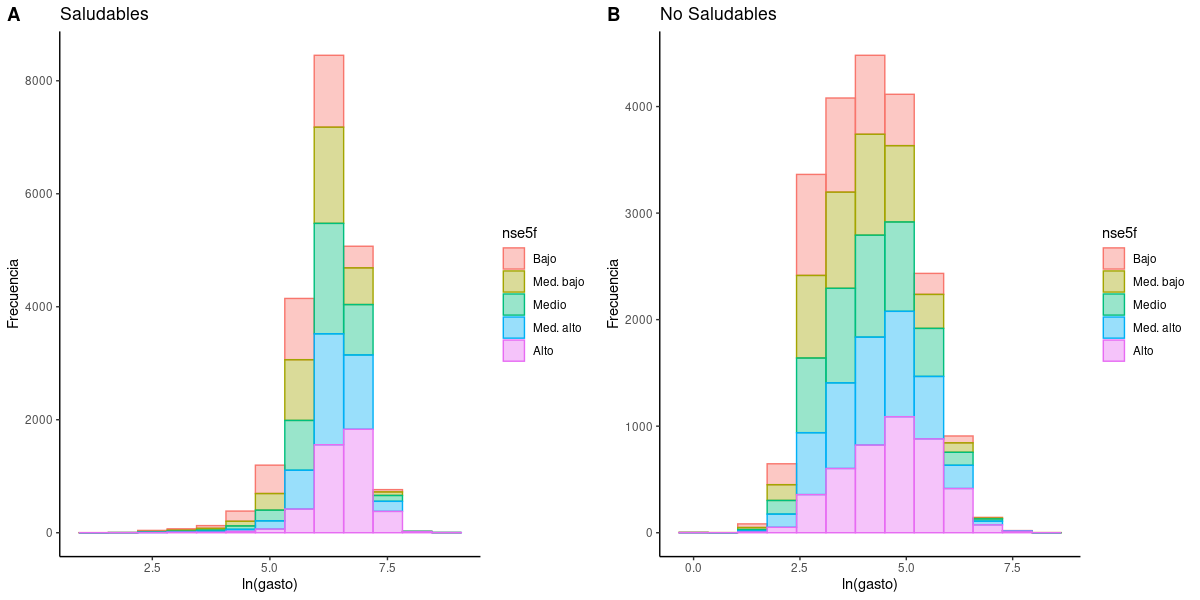 A Saludables
8000
6000
4000
2000
0
Frecuencia
2.5 5.0 7.5
ln(gasto)
nse5f
Bajo
Med. bajo
Medio
Med. alto
Alto
B No Saludables
4000
3000
2000
1000
0
Frecuencia
0.0 2.5 5.0 7.5
ln(gasto)
nse5f
Bajo
Med. bajo
Medio
Med. alto
Alto